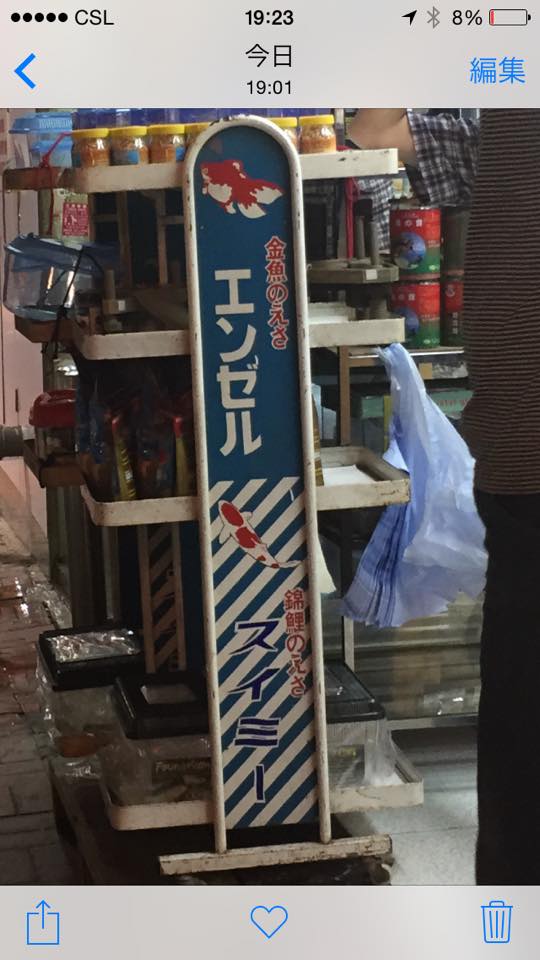 CSL 19:23 8%
今日
19:01
編集
金魚のえさ
エンゼル
錦鯉のえさ
スイミー